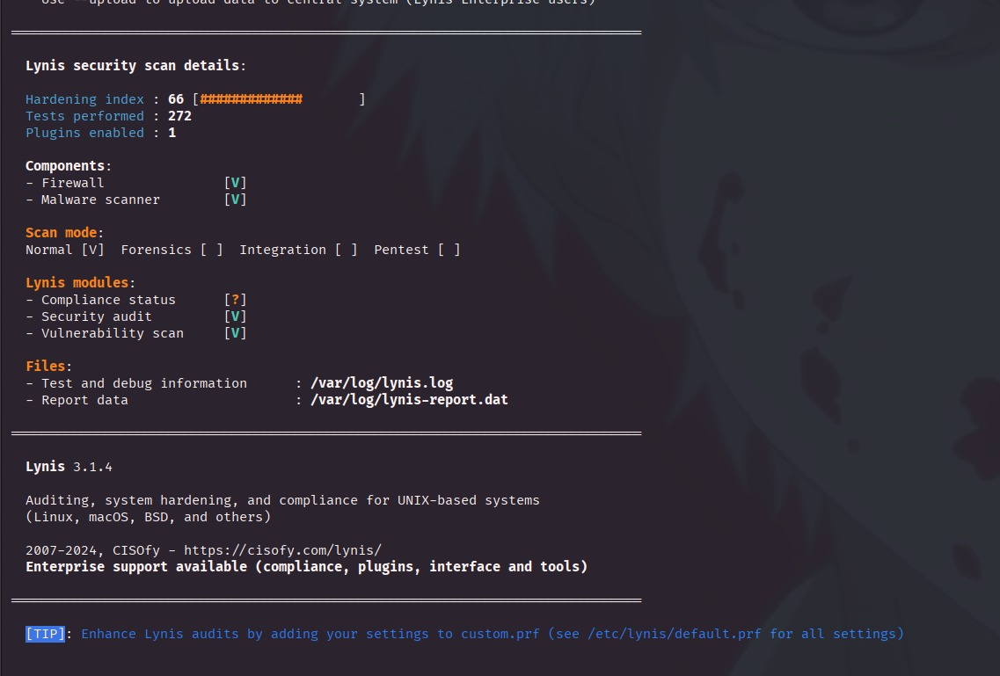 Use --upload to upload data to central system (Lynis Enterprise users)
================================================================================
Lynis security scan details:
Hardening index : 66 [############# ]
Tests performed : 272
Plugins enabled : 1
Components:
- Firewall [V]
- Malware scanner [V]
Scan mode:
Normal [V] Forensics [ ] Integration [ ] Pentest [ ]
Lynis modules:
- Compliance status [?]
- Security audit [V]
- Vulnerability scan [V]
Files:
- Test and debug information : /var/log/lynis.log
- Report data : /var/log/lynis-report.dat
================================================================================
Lynis 3.1.4
Auditing, system hardening, and compliance for UNIX-based systems
(Linux, macOS, BSD, and others)
2007-2024, CISOfy - https://cisofy.com/lynis/
Enterprise support available (compliance, plugins, interface and tools)
================================================================================
[TIP]: Enhance Lynis audits by adding your settings to custom.prf (see /etc/lynis/default.prf for all settings)